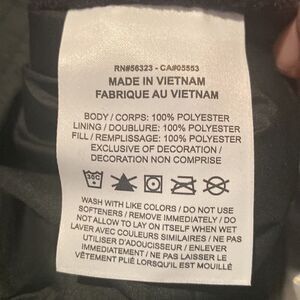 RN#56323 - CA#05553
MADE IN VIETNAM
FABRIQUE AU VIETNAM
BODY / CORPS: 100% POLYESTER
LINING / DOUBLURE: 100% POLYESTER
FILL / REMPLISSAGE: 100% POLYESTER
EXCLUSIVE OF DECORATION /
DECORATION NON COMPRISE
30C
WASH WITH LIKE COLORS / DO NOT USE
SOFTENERS / REMOVE IMMEDIATELY / DO
NOT ALLOW TO LAY ON ITSELF WHEN WET
LAVER AVEC COULEURS SIMILAIRES / NE PAS
UTILISER D'ADOUCISSEUR / ENLEVER
IMMÉDIATEMENT / NE PAS LAISSER LE
VÊTEMENT PLIÉ LORSQU'IL EST MOUILLÉ